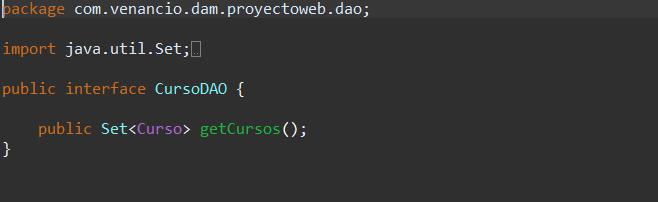 package com.venancio.dam.proyectoweb.dao;
import java.util.Set;
public interface CursoDAO {
public Set<Curso> getCursos();
}